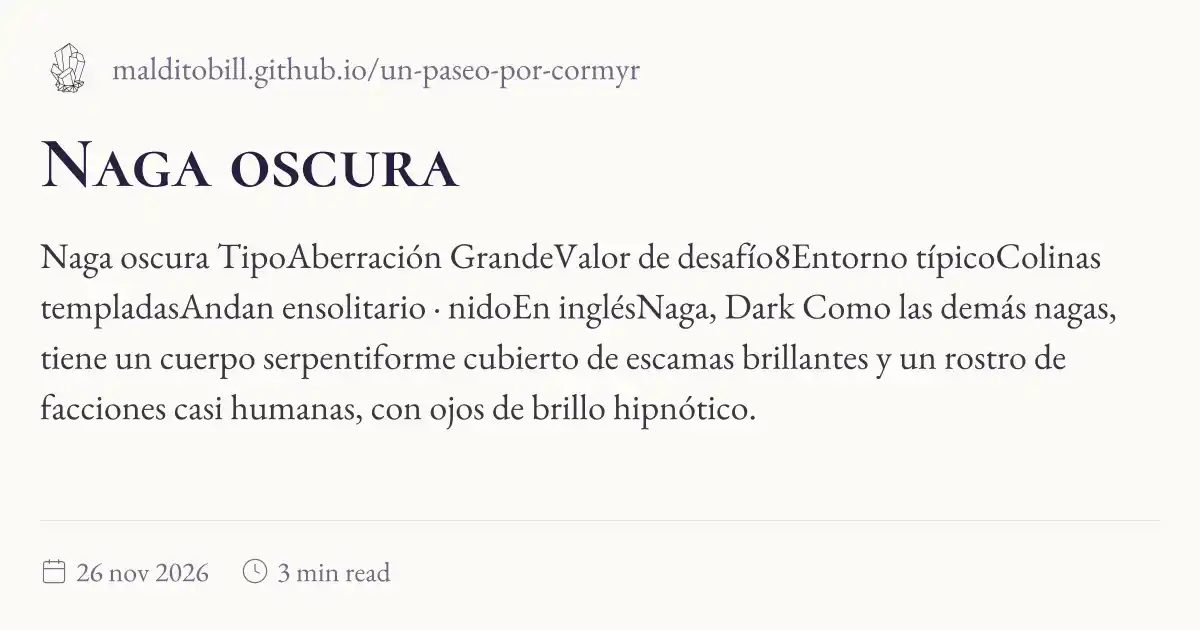 malditobill.github.io/un-paseo-por-cormyr
Naga oscura
Naga oscura TipoAberración GrandeValor de desafío8Entorno típicoColinas
templadasAndan ensolitario · nidoEn inglésNaga, Dark Como las demás nagas,
tiene un cuerpo serpentiforme cubierto de escamas brillantes y un rostro de
facciones casi humanas, con ojos de brillo hipnótico.
26 nov 2026 3 min read